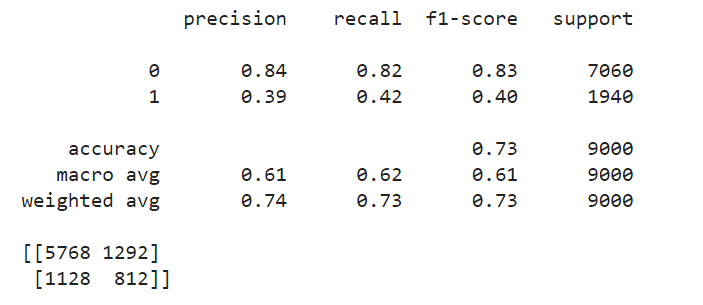 precision recall f1-score support
0 0.84 0.82 0.83 7060
1 0.39 0.42 0.40 1940
accuracy 0.73 9000
macro avg 0.61 0.62 0.61 9000
weighted avg 0.74 0.73 0.73 9000
[[5768 1292]
[1128 812]]